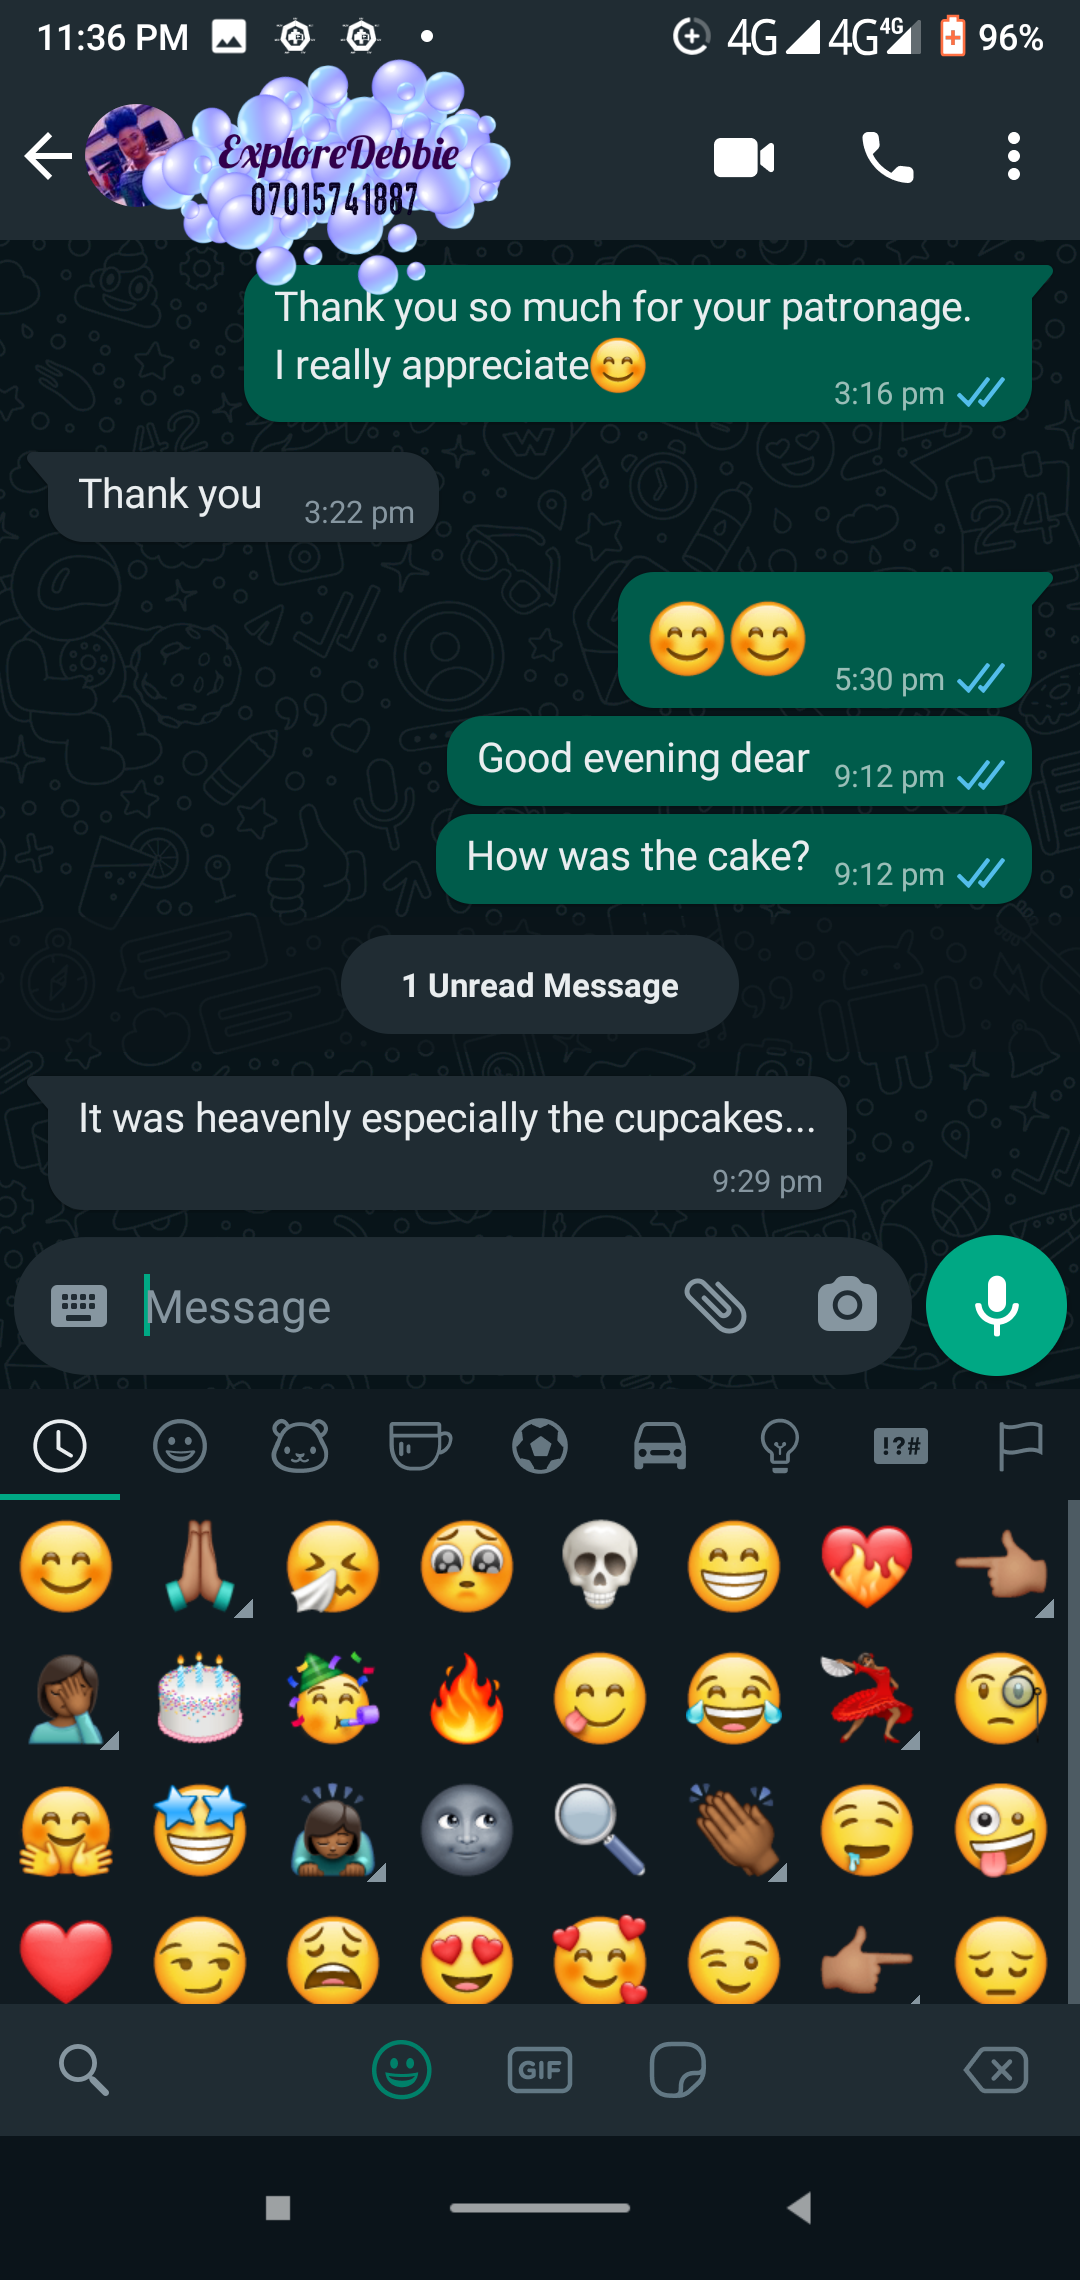 11:36 PM 4G 4G 4G 96%
ExploreDebbie
07015741887
Thank you so much for your patronage.
I really appreciate😊
3:16 pm
Thank you 3:22 pm
😊😊 5:30 pm
Good evening dear 9:12 pm
How was the cake? 9:12 pm
1 Unread Message
It was heavenly especially the cupcakes...
9:29 pm
Message
!?#
GIF